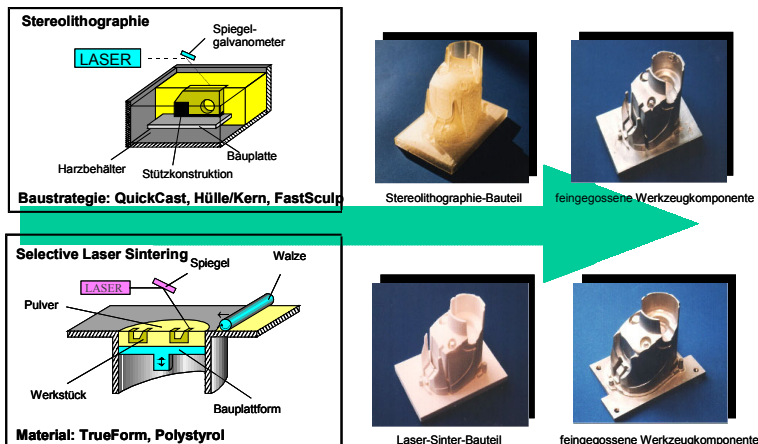 Stereolithographie
Spiegel-
galvanometer
LASER
Harzbehälter
Stützkonstruktion
Bauplatte
Baustrategie: QuickCast, Hülle/Kern, FastSculp
Stereolithographie-Bauteil
feingegossene Werkzeugkomponente
Selective Laser Sintering
Spiegel
Walze
LASER
Pulver
Werkstück
Bauplattform
Material: TrueForm, Polystyrol
Laser-Sinter-Bauteil
feingegossene Werkzeugkomponente